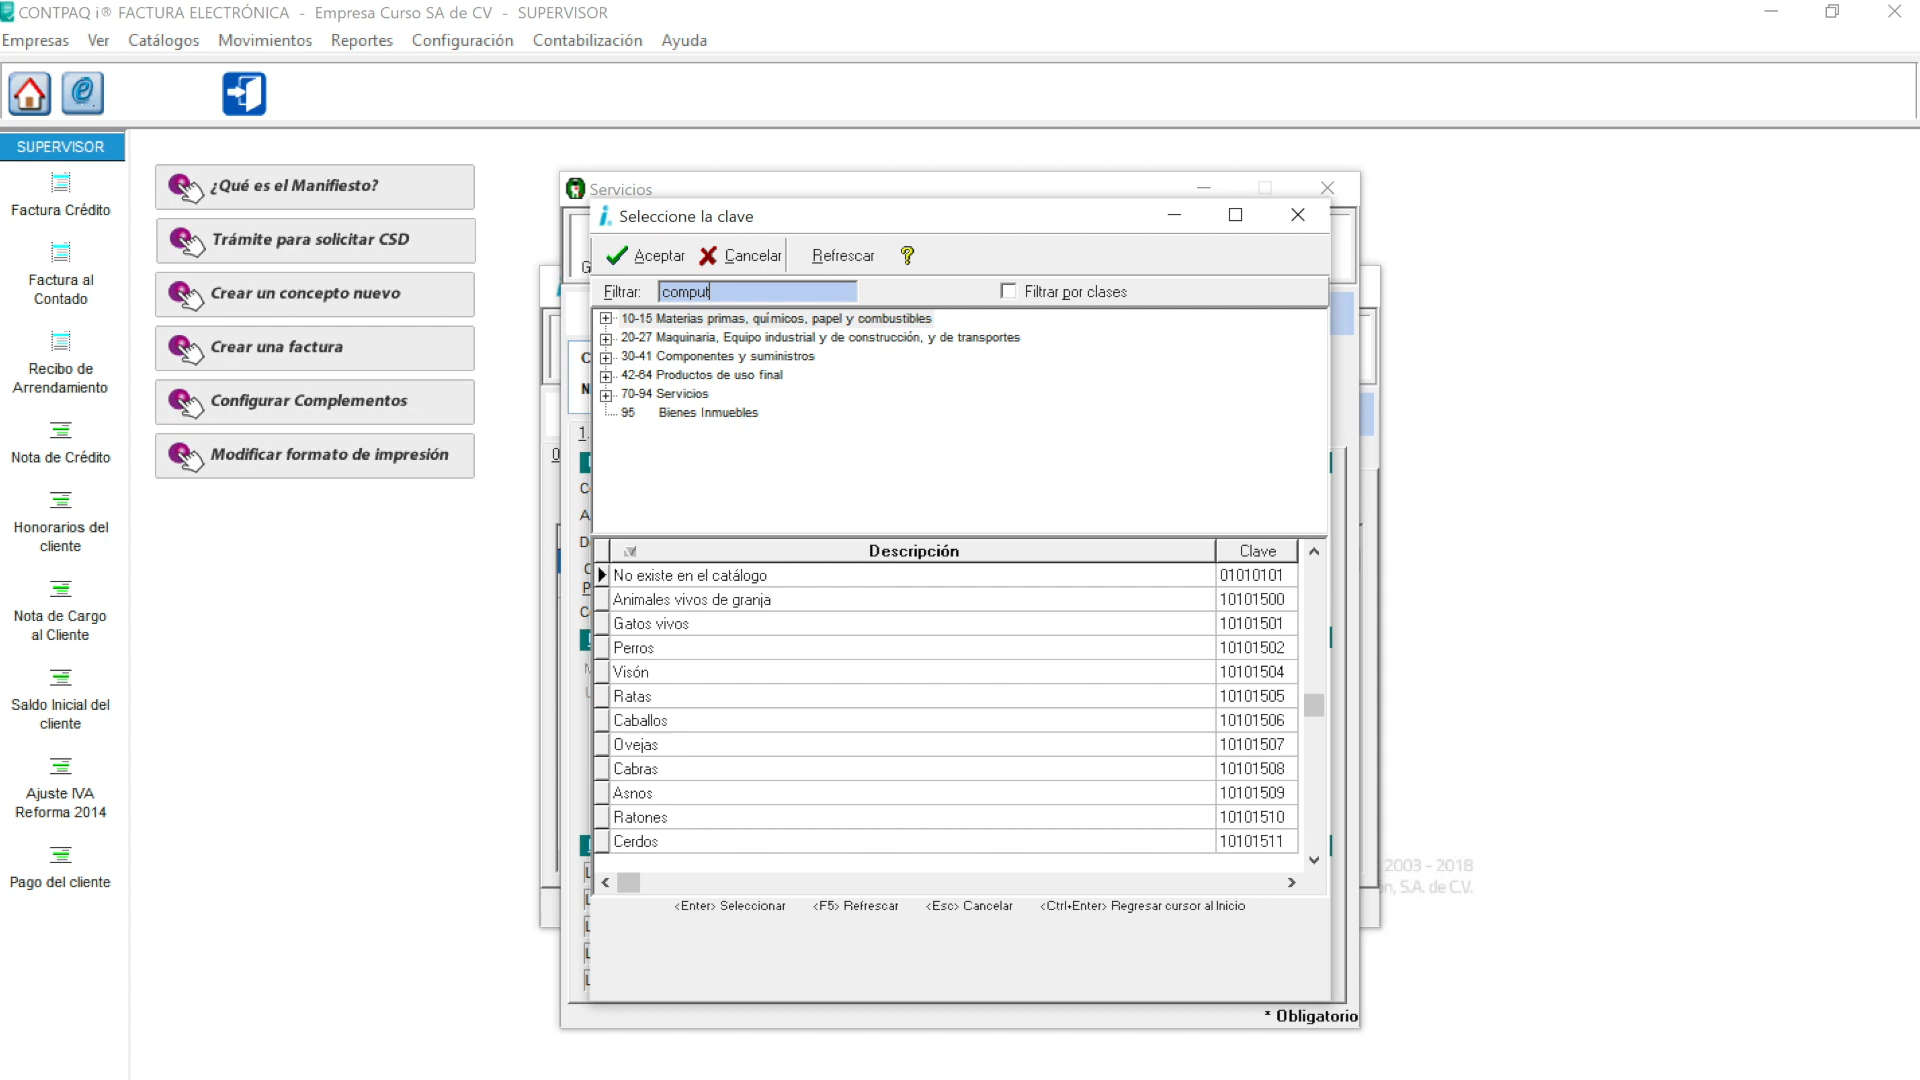 CONTPAQ i® FACTURA ELECTRÓNICA - Empresa Curso SA de CV - SUPERVISOR
Empresas Ver Catálogos Movimientos Reportes Configuración Contabilización Ayuda
SUPERVISOR
Factura Crédito
Factura al
Contado
Recibo de
Arrendamiento
Nota de Crédito
Honorarios del
cliente
Nota de Cargo
al Cliente
Saldo Inicial del
cliente
Ajuste IVA
Reforma 2014
Pago del cliente
¿Qué es el Manifiesto?
Trámite para solicitar CSD
Crear un concepto nuevo
Crear una factura
Configurar Complementos
Modificar formato de impresión
Servicios
Seleccione la clave
Aceptar Cancelar Refrescar
Filtrar: comput Filtrar por clases
10-15 Materias primas, químicos, papel y combustibles
20-27 Maquinaria, Equipo industrial y de construcción, y de transportes
30-41 Componentes y suministros
42-64 Productos de uso final
70-94 Servicios
95 Bienes Inmuebles
Descripción Clave
No existe en el catálogo 01010101
Animales vivos de granja 10101500
Gatos vivos 10101501
Perros 10101502
Visón 10101504
Ratas 10101505
Caballos 10101506
Ovejas 10101507
Cabras 10101508
Asnos 10101509
Ratones 10101510
Cerdos 10101511
<Enter> Seleccionar <F5> Refrescar <Esc> Cancelar <Ctrl+Enter> Regresar cursor al Inicio
* Obligatorio
2003 - 2018
S.A. de C.V.